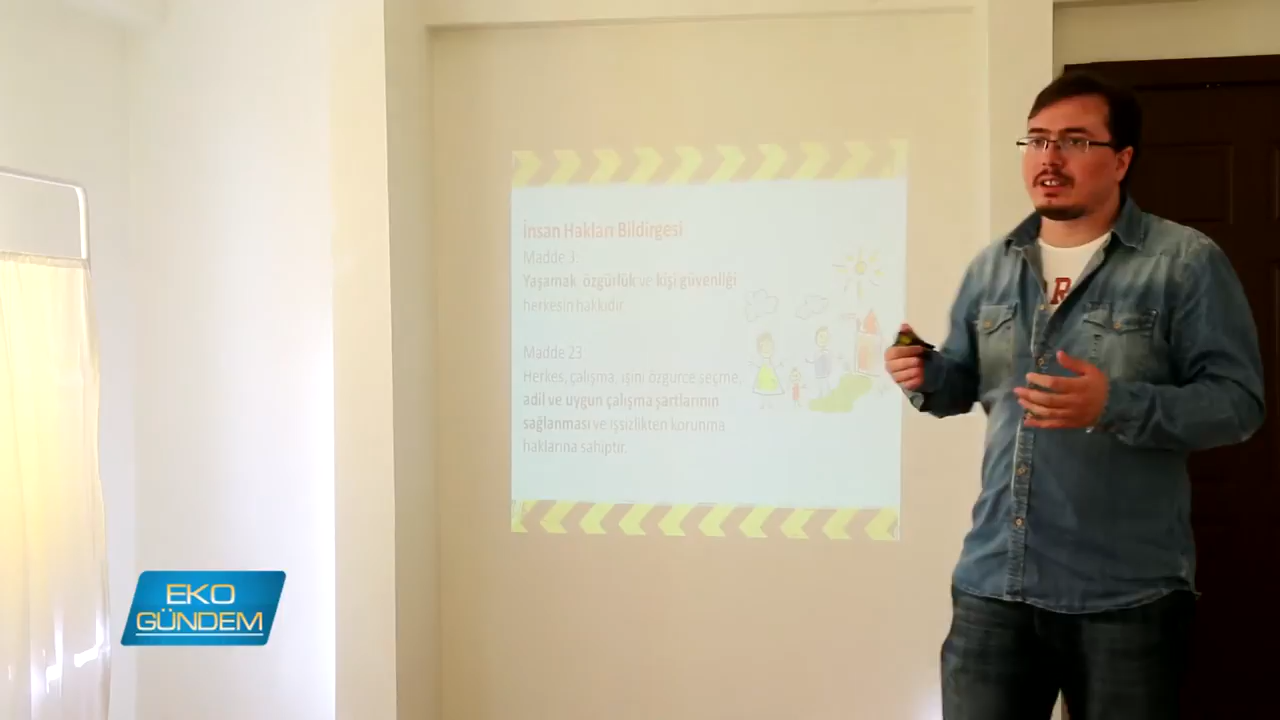 İnsan Hakları Bildirgesi
Madde 3.
Yaşamak özgürlük ve kişi güvenliği
herkesin hakkıdır.
Madde 23
Herkes, çalışma, işini özgürce seçme,
adil ve uygun çalışma şartlarının
sağlanması ve işsizlikten korunma
haklarına sahiptir.
R
EKO
GÜNDEM